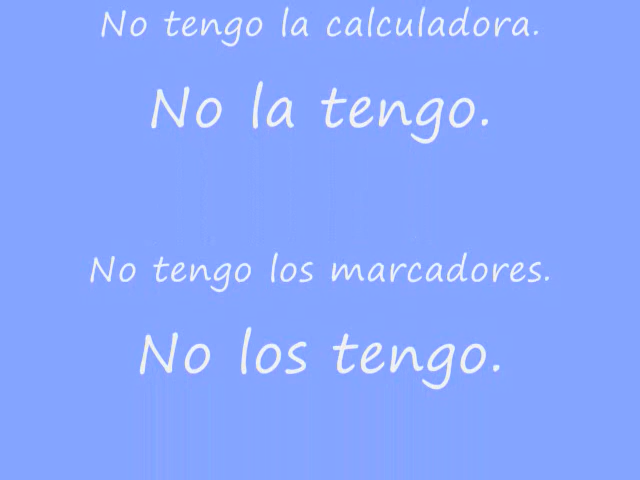 No tengo la calculadora.
No la tengo.
No tengo los marcadores.
No los tengo.